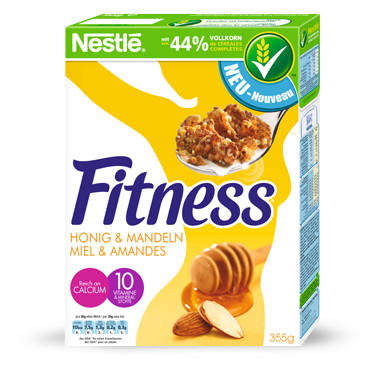 Nestlé
mit avec 44% VOLLKORN
de CÉRÉALES
COMPLÈTES
NEU - Nouveau
Fitness
HONIG & MANDELN
MIEL & AMANDES
Reich an
CALCIUM
10
VITAMINE
& MINERAL-
STOFFE
355g